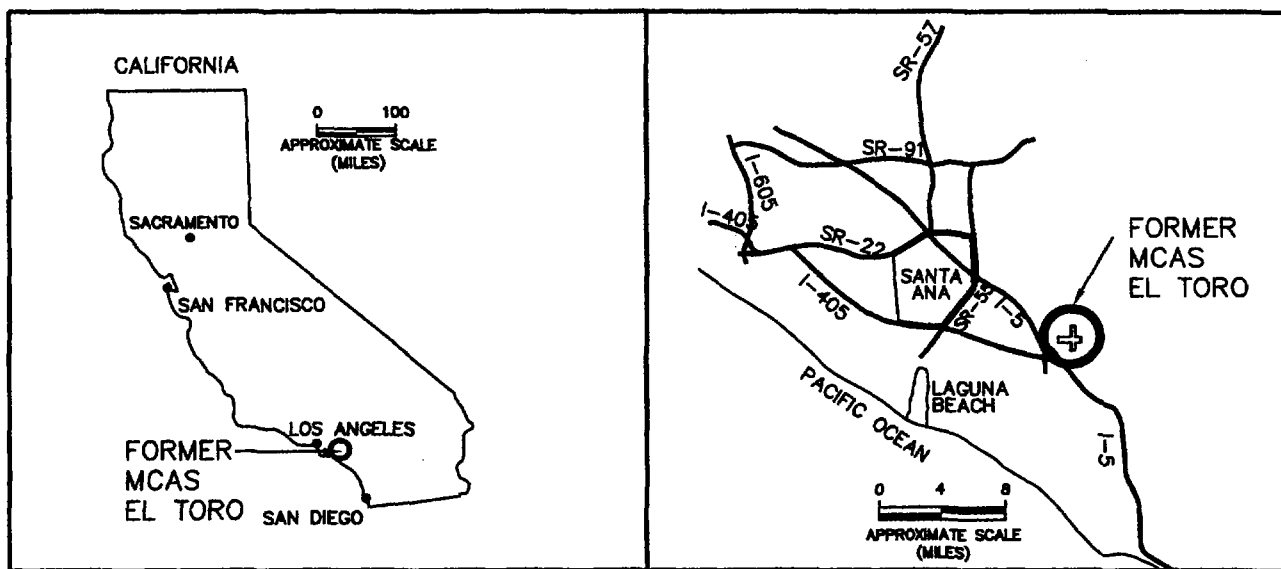 CALIFORNIA
0 100
APPROXIMATE SCALE
(MILES)
SACRAMENTO
SAN FRANCISCO
LOS ANGELES
FORMER
MCAS
EL TORO
SAN DIEGO
SR-57
SR-91
I-605
I-405
SR-22
SANTA
ANA
I-405
SR-55
I-5
FORMER
MCAS
EL TORO
PACIFIC OCEAN
LAGUNA
BEACH
I-5
0 4 8
APPROXIMATE SCALE
(MILES)